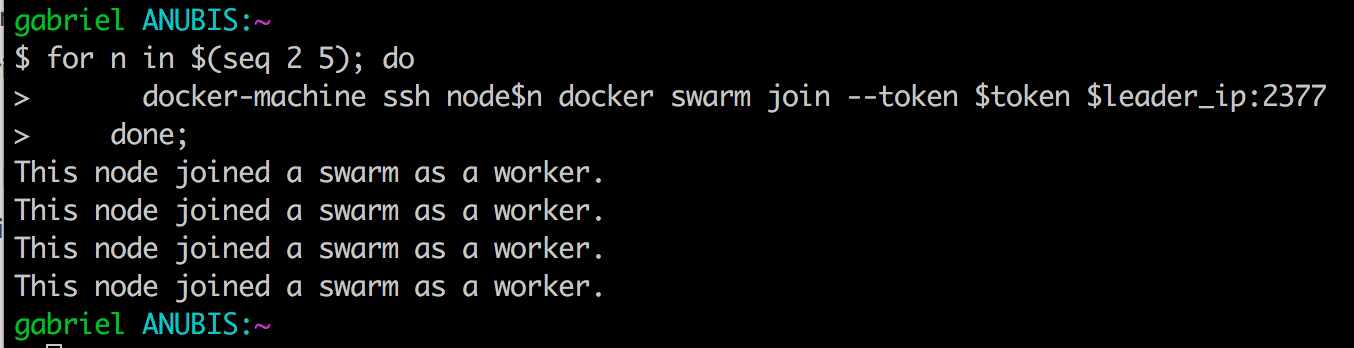 gabriel ANUBIS:~
$ for n in $(seq 2 5); do
>       docker-machine ssh node$n docker swarm join --token $token $leader_ip:2377
>     done;
This node joined a swarm as a worker.
This node joined a swarm as a worker.
This node joined a swarm as a worker.
This node joined a swarm as a worker.
gabriel ANUBIS:~